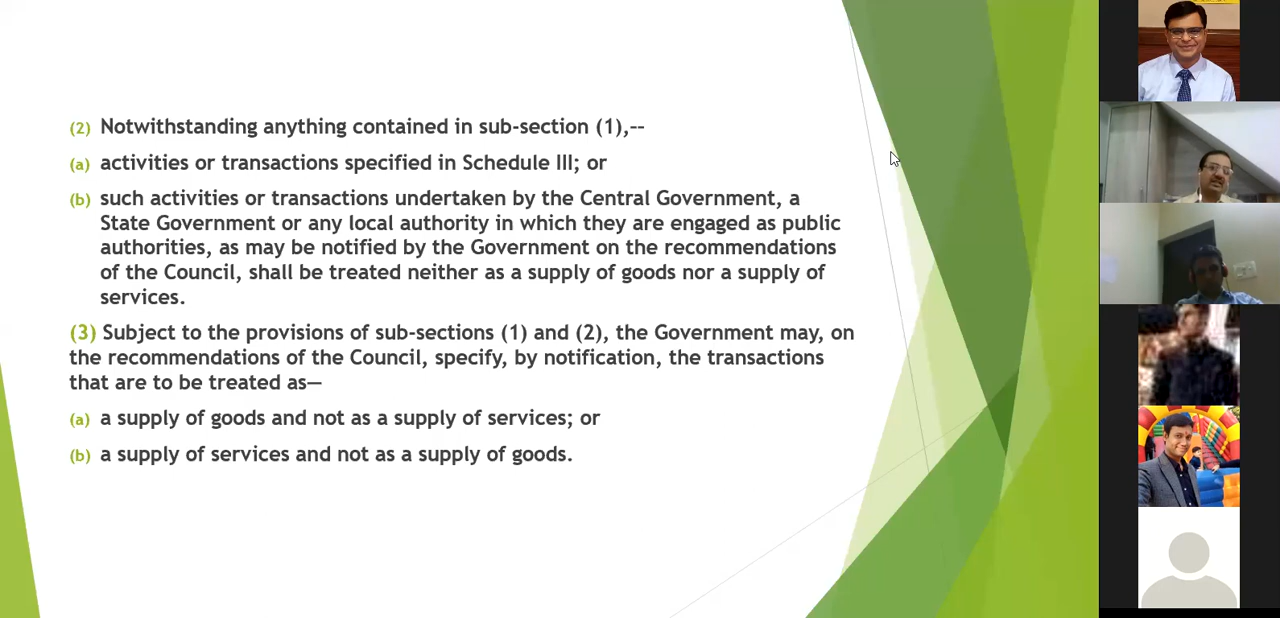 (2) Notwithstanding anything contained in sub-section (1),--
(a) activities or transactions specified in Schedule III; or
(b) such activities or transactions undertaken by the Central Government, a
State Government or any local authority in which they are engaged as public
authorities, as may be notified by the Government on the recommendations
of the Council, shall be treated neither as a supply of goods nor a supply of
services.
(3) Subject to the provisions of sub-sections (1) and (2), the Government may, on
the recommendations of the Council, specify, by notification, the transactions
that are to be treated as—
(a) a supply of goods and not as a supply of services; or
(b) a supply of services and not as a supply of goods.